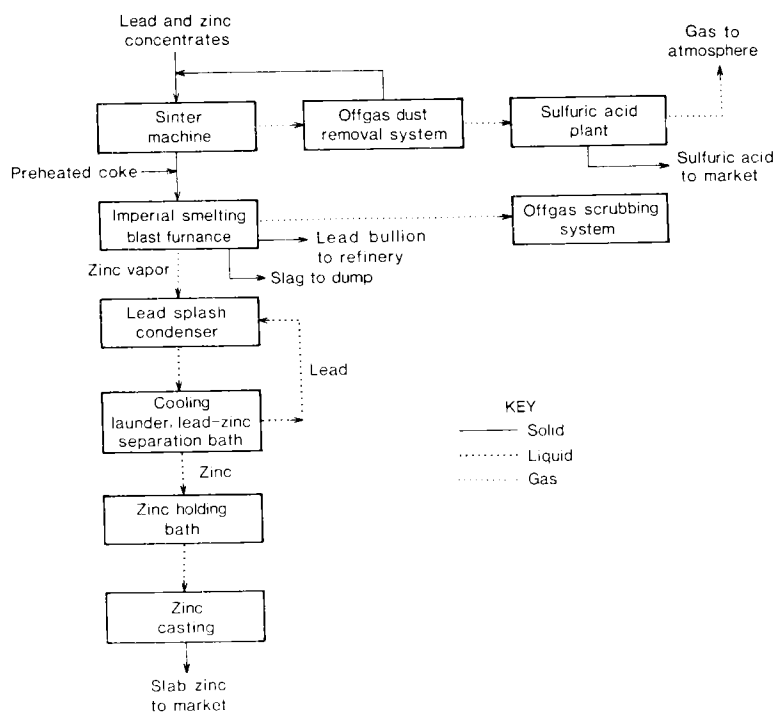 Lead and zinc
concentrates
Gas to
atmosphere
Sinter
machine
Offgas dust
removal system
Sulfuric acid
plant
Sulfuric acid
to market
Preheated coke
Imperial smelting
blast furnance
Offgas scrubbing
system
Lead bullion
to refinery
Zinc vapor
Slag to dump
Lead splash
condenser
Lead
Cooling
launder, lead-zinc
separation bath
KEY
Solid
Liquid
Gas
Zinc
Zinc holding
bath
Zinc
casting
Slab zinc
to market